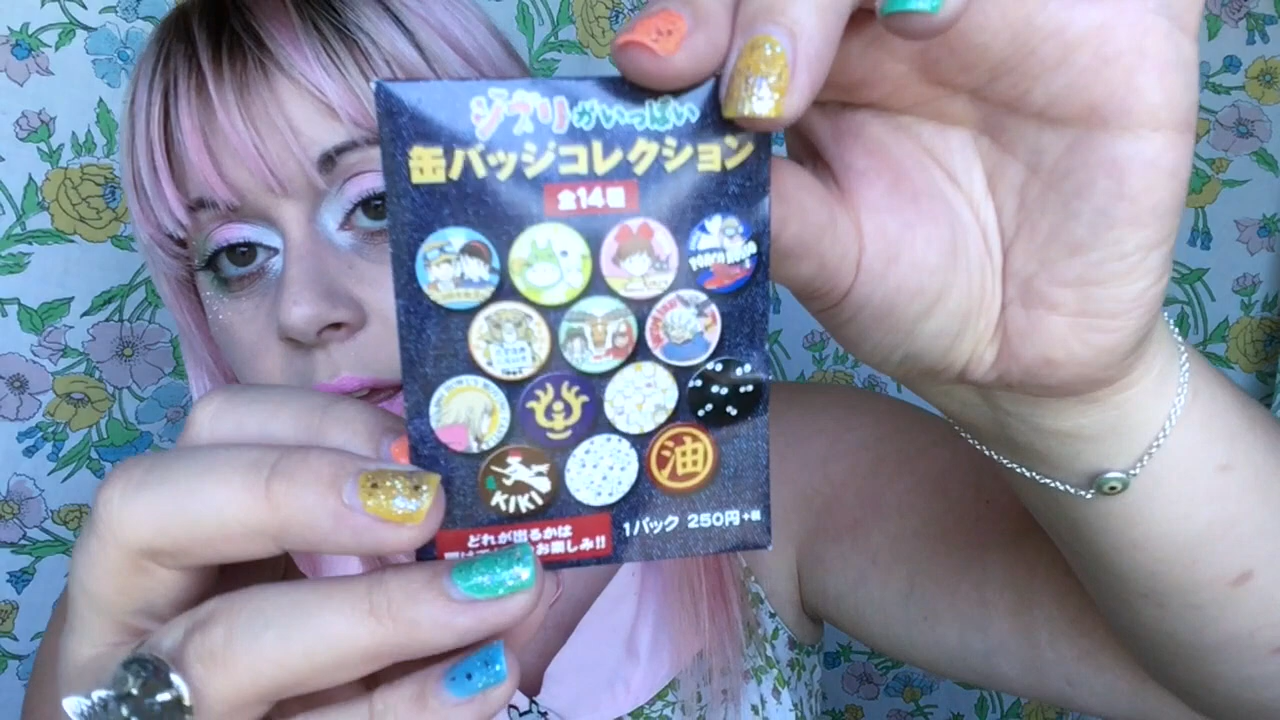 ジブリがいっぱい
缶バッジコレクション
全14種
PORCO ROSSO
KIKI
油
どれが出るかは
お楽しみ!!
1パック 250円+税